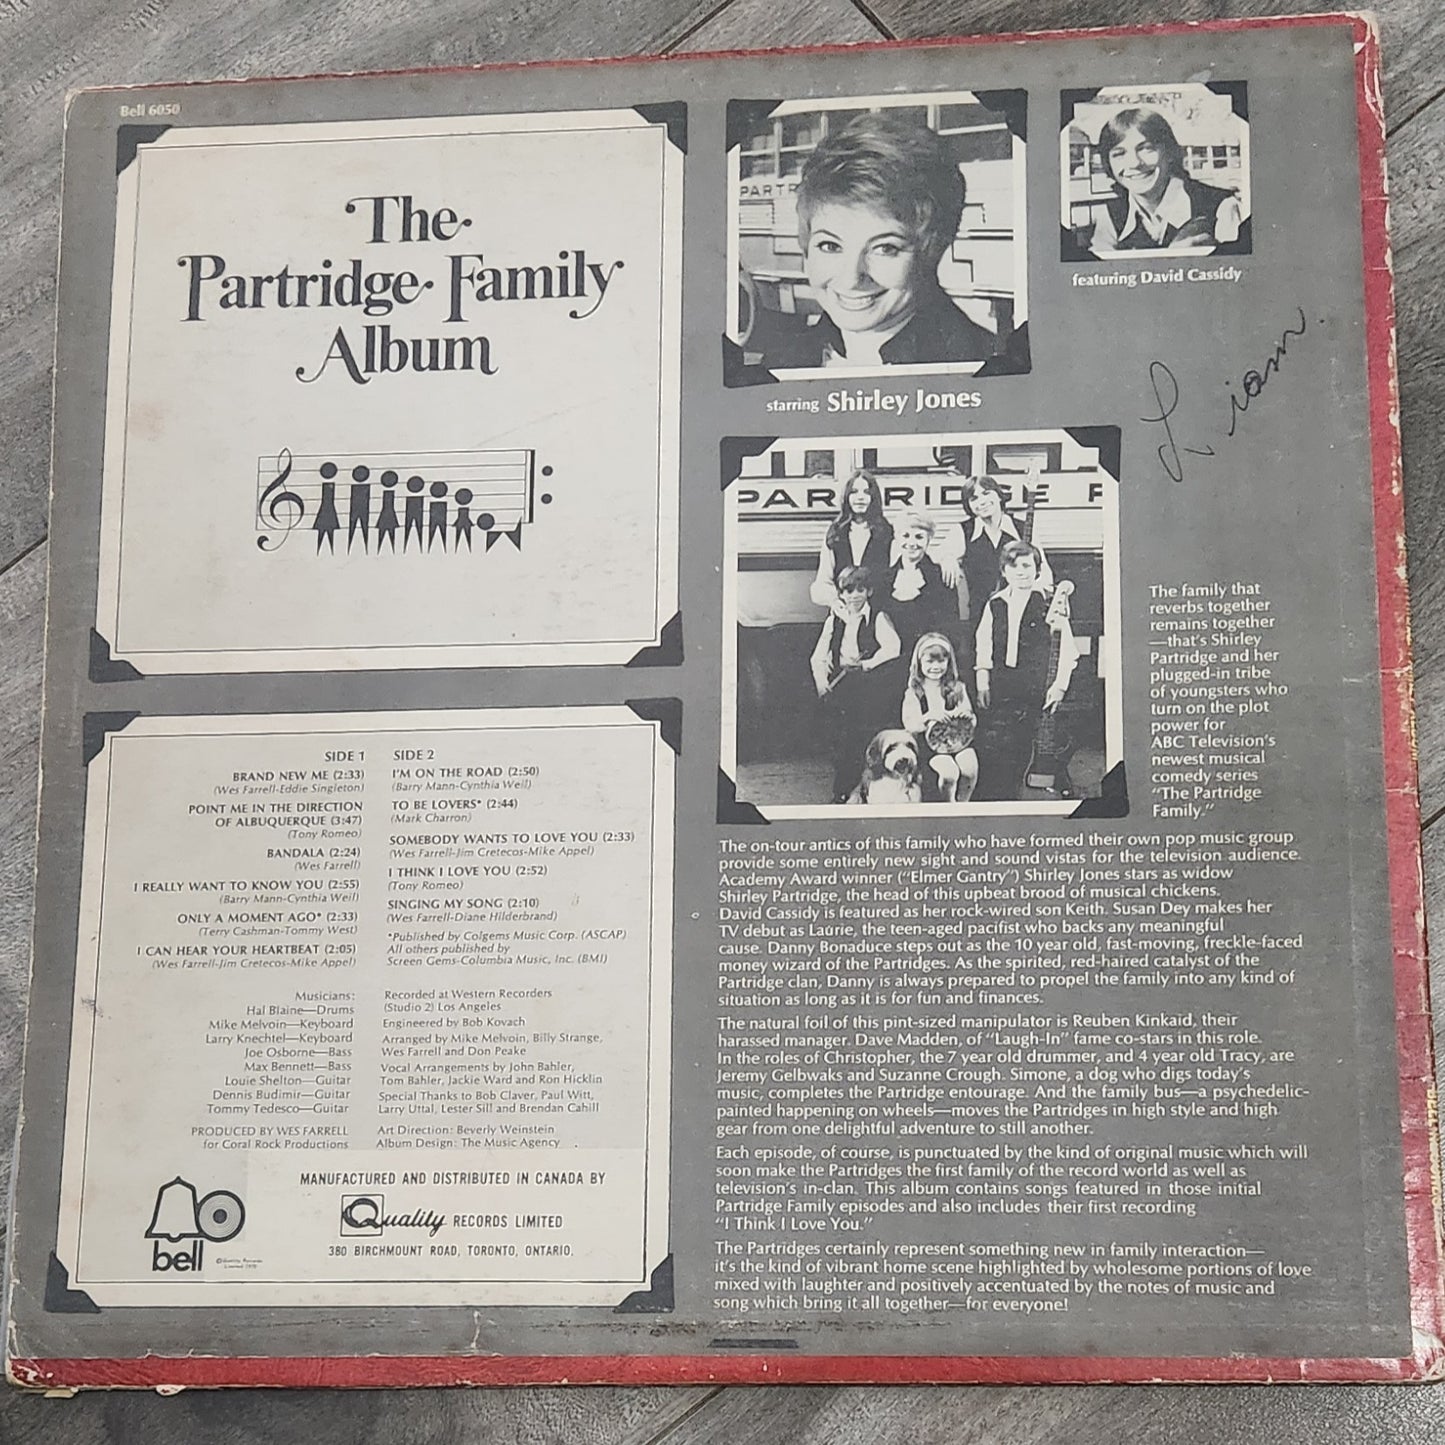 Bell 6050
The
Partridge Family
Album
SIDE 1
BRAND NEW ME (2:33)
(Wes Farrell-Eddie Singleton)
POINT ME IN THE DIRECTION
OF ALBUQUERQUE (3:47)
(Tony Romeo)
BANDALA (2:24)
(Wes Farrell)
I REALLY WANT TO KNOW YOU (2:55)
(Barry Mann-Cynthia Weil)
ONLY A MOMENT AGO* (2:33)
(Terry Cashman-Tommy West)
I CAN HEAR YOUR HEARTBEAT (2:05)
(Wes Farrell-Jim Cretecos-Mike Appel)
SIDE 2
I'M ON THE ROAD (2:50)
(Barry Mann-Cynthia Weil)
TO BE LOVERS* (2:44)
(Mark Charron)
SOMEBODY WANTS TO LOVE YOU (2:33)
(Wes Farrell-Jim Cretecos-Mike Appel)
I THINK I LOVE YOU (2:52)
(Tony Romeo)
SINGING MY SONG (2:10)
(Wes Farrell-Diane Hilderbrand)
*Published by Colgems Music Corp. (ASCAP)
All others published by
Screen Gems-Columbia Music, Inc. (BMI)
Musicians:
Hal Blaine—Drums
Mike Melvoin—Keyboard
Larry Knechtel—Keyboard
Joe Osborne—Bass
Max Bennett—Bass
Louie Shelton—Guitar
Dennis Budimir—Guitar
Tommy Tedesco—Guitar
PRODUCED BY WES FARRELL
for Coral Rock Productions
Recorded at Western Recorders
(Studio 2) Los Angeles
Engineered by Bob Kovach
Arranged by Mike Melvoin, Billy Strange,
Wes Farrell and Don Peake
Vocal Arrangements by John Bahler,
Tom Bahler, Jackie Ward and Ron Hicklin
Special Thanks to Bob Claver, Paul Witt,
Larry Uttal, Lester Sill and Brendan Cahill
Art Direction: Beverly Weinstein
Album Design: The Music Agency
bell
©Quality Records
Limited 1970
MANUFACTURED AND DISTRIBUTED IN CANADA BY
Quality RECORDS LIMITED
380 BIRCHMOUNT ROAD, TORONTO, ONTARIO.
PARTR
starring Shirley Jones
featuring David Cassidy
Liam.
PARTRIDGE F
The family that
reverbs together
remains together
—that's Shirley
Partridge and her
plugged-in tribe
of youngsters who
turn on the plot
power for
ABC Television's
newest musical
comedy series
"The Partridge
Family."
The on-tour antics of this family who have formed their own pop music group
provide some entirely new sight and sound vistas for the television audience.
Academy Award winner ("Elmer Gantry") Shirley Jones stars as widow
Shirley Partridge, the head of this upbeat brood of musical chickens.
David Cassidy is featured as her rock-wired son Keith. Susan Dey makes her
TV debut as Laurie, the teen-aged pacifist who backs any meaningful
cause. Danny Bonaduce steps out as the 10 year old, fast-moving, freckle-faced
money wizard of the Partridges. As the spirited, red-haired catalyst of the
Partridge clan, Danny is always prepared to propel the family into any kind of
situation as long as it is for fun and finances.
The natural foil of this pint-sized manipulator is Reuben Kinkaid, their
harassed manager. Dave Madden, of "Laugh-In" fame co-stars in this role.
In the roles of Christopher, the 7 year old drummer, and 4 year old Tracy, are
Jeremy Gelbwaks and Suzanne Crough. Simone, a dog who digs today's
music, completes the Partridge entourage. And the family bus—a psychedelic-
painted happening on wheels—moves the Partridges in high style and high
gear from one delightful adventure to still another.
Each episode, of course, is punctuated by the kind of original music which will
soon make the Partridges the first family of the record world as well as
television's in-clan. This album contains songs featured in those initial
Partridge Family episodes and also includes their first recording
"I Think I Love You."
The Partridges certainly represent something new in family interaction—
it's the kind of vibrant home scene highlighted by wholesome portions of love
mixed with laughter and positively accentuated by the notes of music and
song which bring it all together—for everyone!